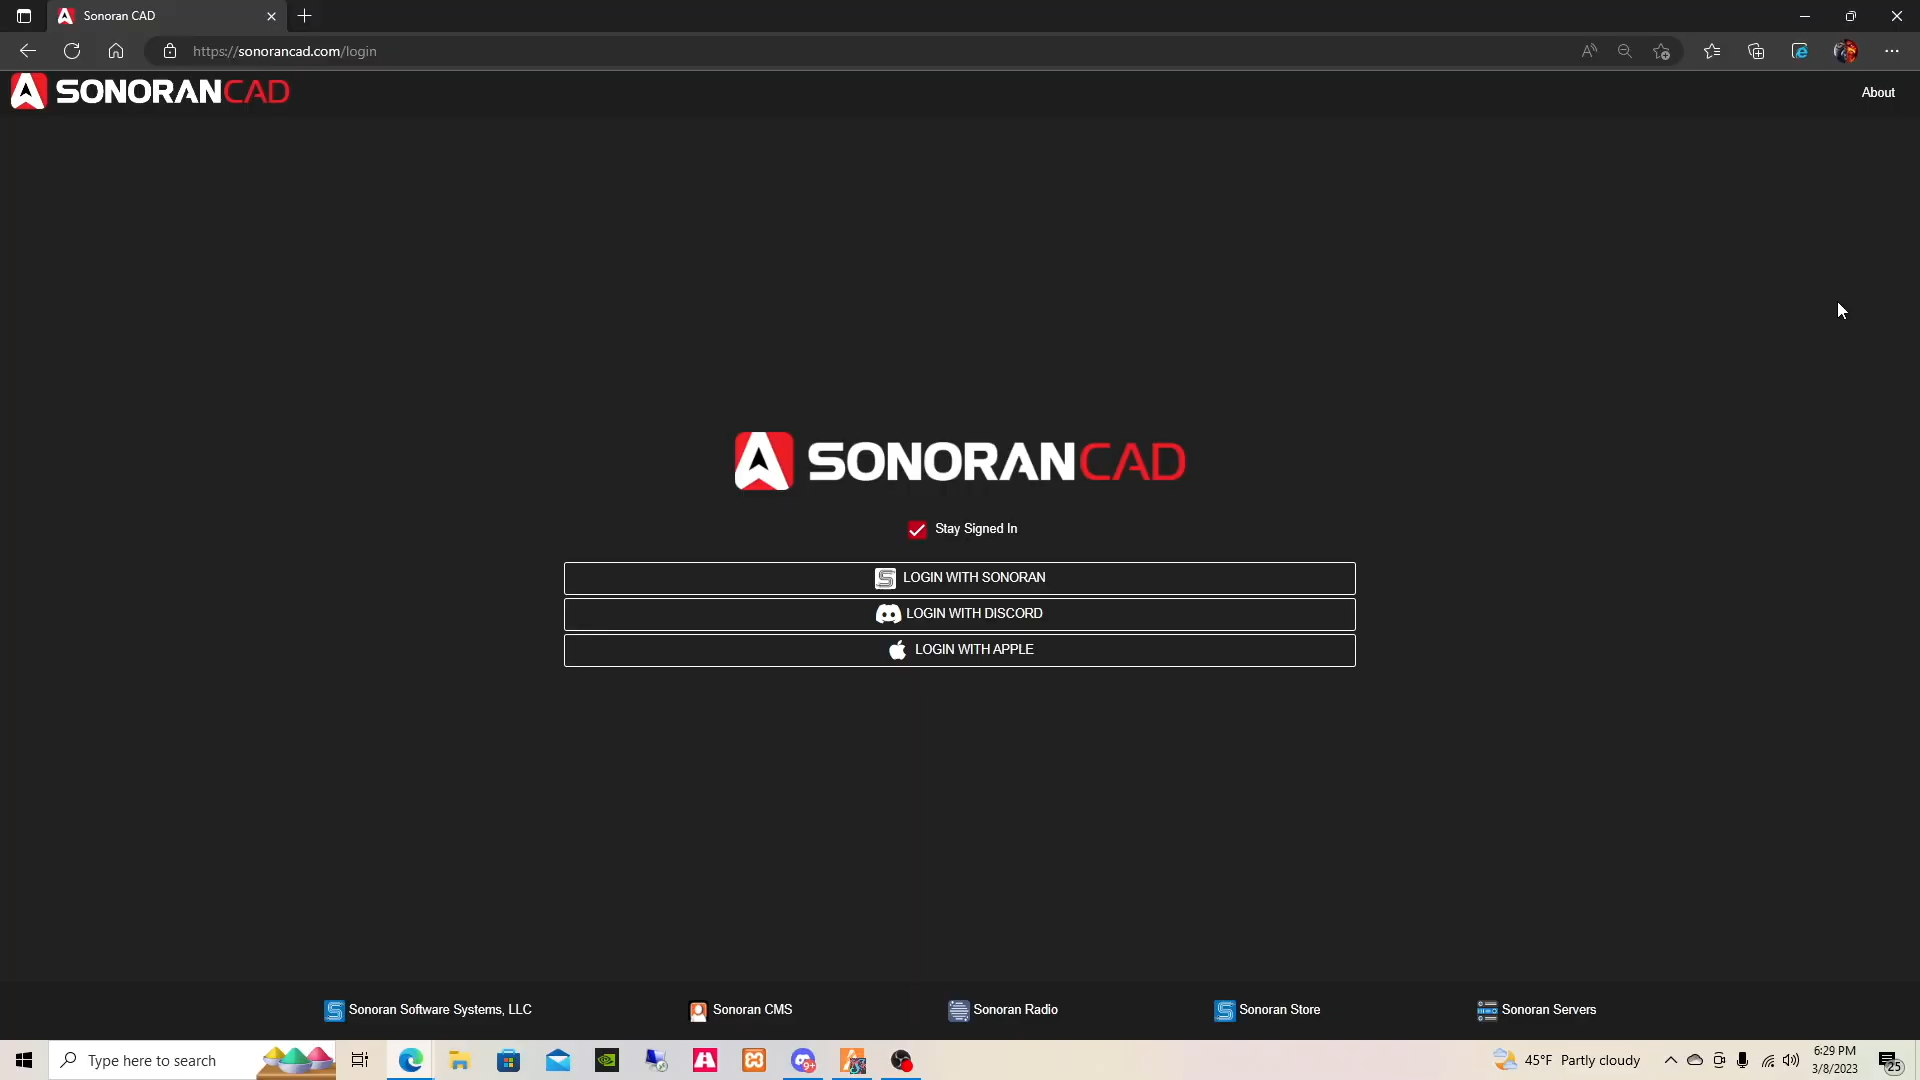 Sonoran CAD
https://sonorancad.com/login
SONORANCAD
About
SONORANCAD
Stay Signed In
LOGIN WITH SONORAN
LOGIN WITH DISCORD
LOGIN WITH APPLE
Sonoran Software Systems, LLC
Sonoran CMS
Sonoran Radio
Sonoran Store
Sonoran Servers
Type here to search
9+
45°F Partly cloudy
6:29 PM
3/8/2023
25